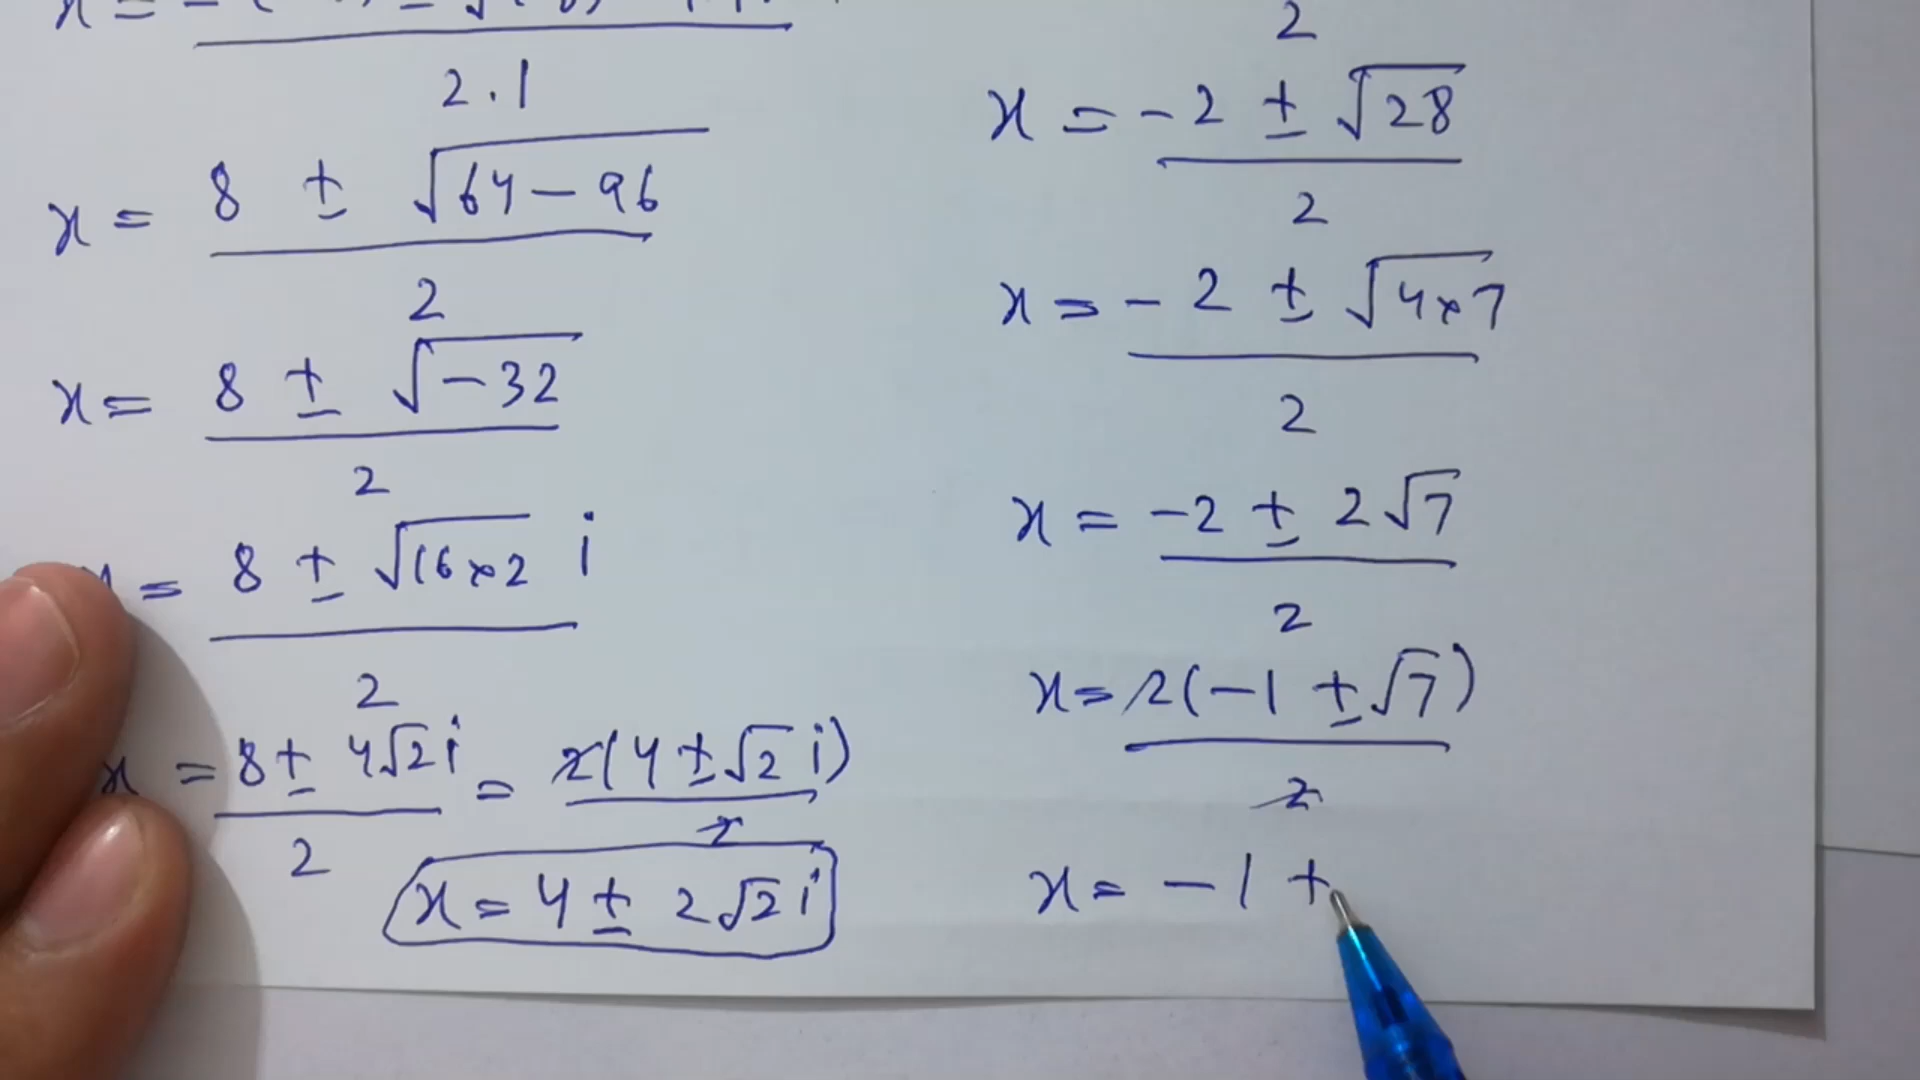 2.1
x = 8 ± √64-96
2
x = 8 ± √-32
2
= 8 ± √16×2 i
2
x = 8 ± 4√2 i = 2(4 ± √2 i)
2 2
x = 4 ± 2√2 i
2
x = -2 ± √28
2
x = -2 ± √4×7
2
x = -2 ± 2√7
2
x = 2(-1 ± √7)
2
x = -1 +